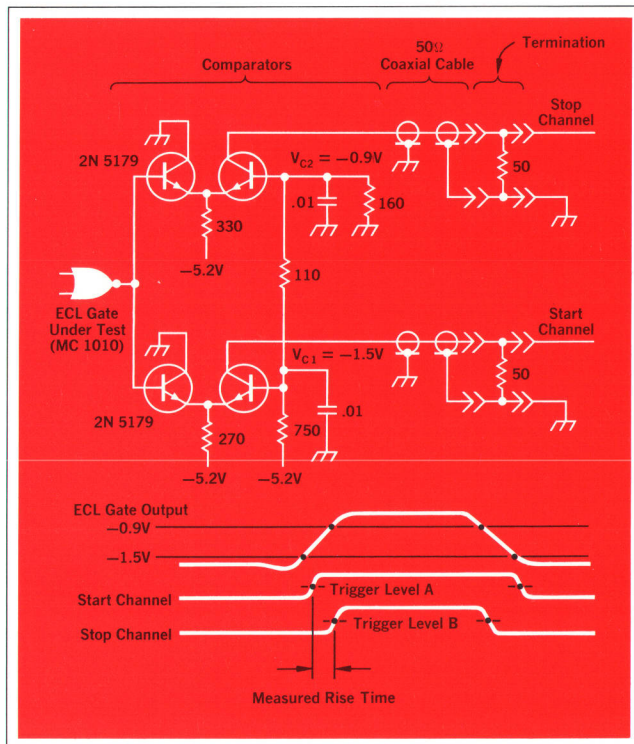 50Ω
Coaxial Cable
Termination
Comparators
Stop
Channel
2N 5179
V_C2 = −0.9V
.01
160
50
330
−5.2V
110
ECL Gate
Under Test
(MC 1010)
Start
Channel
V_C1 = −1.5V
50
2N 5179
270
750
.01
−5.2V
−5.2V
ECL Gate Output
−0.9V
−1.5V
Trigger Level A
Start Channel
Trigger Level B
Stop Channel
Measured Rise Time